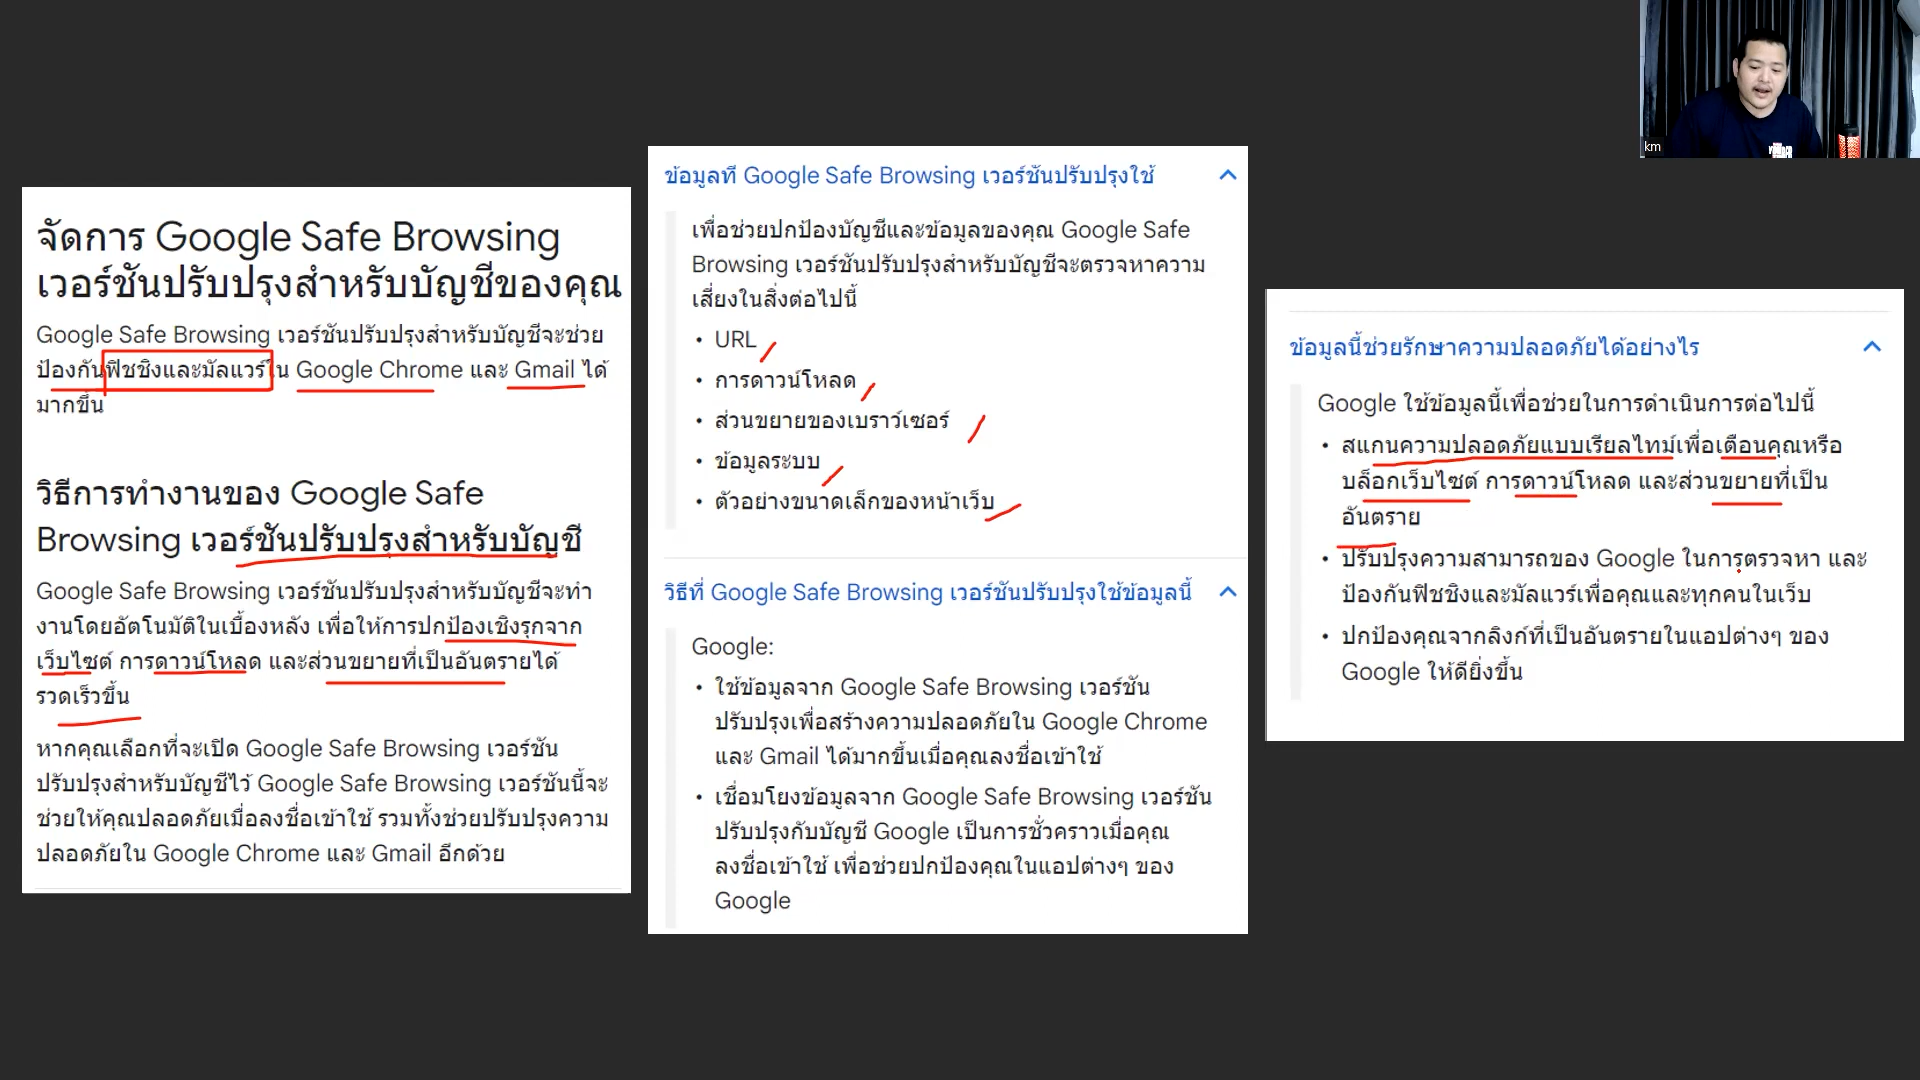 จัดการ Google Safe Browsing
เวอร์ชันปรับปรุงสำหรับบัญชีของคุณ
Google Safe Browsing เวอร์ชันปรับปรุงสำหรับบัญชีจะช่วย
ป้องกันฟิชชิงและมัลแวร์ใน Google Chrome และ Gmail ได้
มากขึ้น
วิธีการทำงานของ Google Safe
Browsing เวอร์ชันปรับปรุงสำหรับบัญชี
Google Safe Browsing เวอร์ชันปรับปรุงสำหรับบัญชีจะทำ
งานโดยอัตโนมัติในเบื้องหลัง เพื่อให้การปกป้องเชิงรุกจาก
เว็บไซต์ การดาวน์โหลด และส่วนขยายที่เป็นอันตรายได้
รวดเร็วขึ้น
หากคุณเลือกที่จะเปิด Google Safe Browsing เวอร์ชัน
ปรับปรุงสำหรับบัญชีไว้ Google Safe Browsing เวอร์ชันนี้จะ
ช่วยให้คุณปลอดภัยเมื่อลงชื่อเข้าใช้ รวมทั้งช่วยปรับปรุงความ
ปลอดภัยใน Google Chrome และ Gmail อีกด้วย
ข้อมูลที่ Google Safe Browsing เวอร์ชันปรับปรุงใช้
เพื่อช่วยปกป้องบัญชีและข้อมูลของคุณ Google Safe
Browsing เวอร์ชันปรับปรุงสำหรับบัญชีจะตรวจหาความ
เสี่ยงในสิ่งต่อไปนี้
• URL
• การดาวน์โหลด
• ส่วนขยายของเบราว์เซอร์
• ข้อมูลระบบ
• ตัวอย่างขนาดเล็กของหน้าเว็บ
วิธีที่ Google Safe Browsing เวอร์ชันปรับปรุงใช้ข้อมูลนี้
Google:
• ใช้ข้อมูลจาก Google Safe Browsing เวอร์ชัน
ปรับปรุงเพื่อสร้างความปลอดภัยใน Google Chrome
และ Gmail ได้มากขึ้นเมื่อคุณลงชื่อเข้าใช้
• เชื่อมโยงข้อมูลจาก Google Safe Browsing เวอร์ชัน
ปรับปรุงกับบัญชี Google เป็นการชั่วคราวเมื่อคุณ
ลงชื่อเข้าใช้ เพื่อช่วยปกป้องคุณในแอปต่างๆ ของ
Google
ข้อมูลนี้ช่วยรักษาความปลอดภัยได้อย่างไร
Google ใช้ข้อมูลนี้เพื่อช่วยในการดำเนินการต่อไปนี้
• สแกนความปลอดภัยแบบเรียลไทม์เพื่อเตือนคุณหรือ
บล็อกเว็บไซต์ การดาวน์โหลด และส่วนขยายที่เป็น
อันตราย
• ปรับปรุงความสามารถของ Google ในการตรวจหา และ
ป้องกันฟิชชิงและมัลแวร์เพื่อคุณและทุกคนในเว็บ
• ปกป้องคุณจากลิงก์ที่เป็นอันตรายในแอปต่างๆ ของ
Google ให้ดียิ่งขึ้น
km